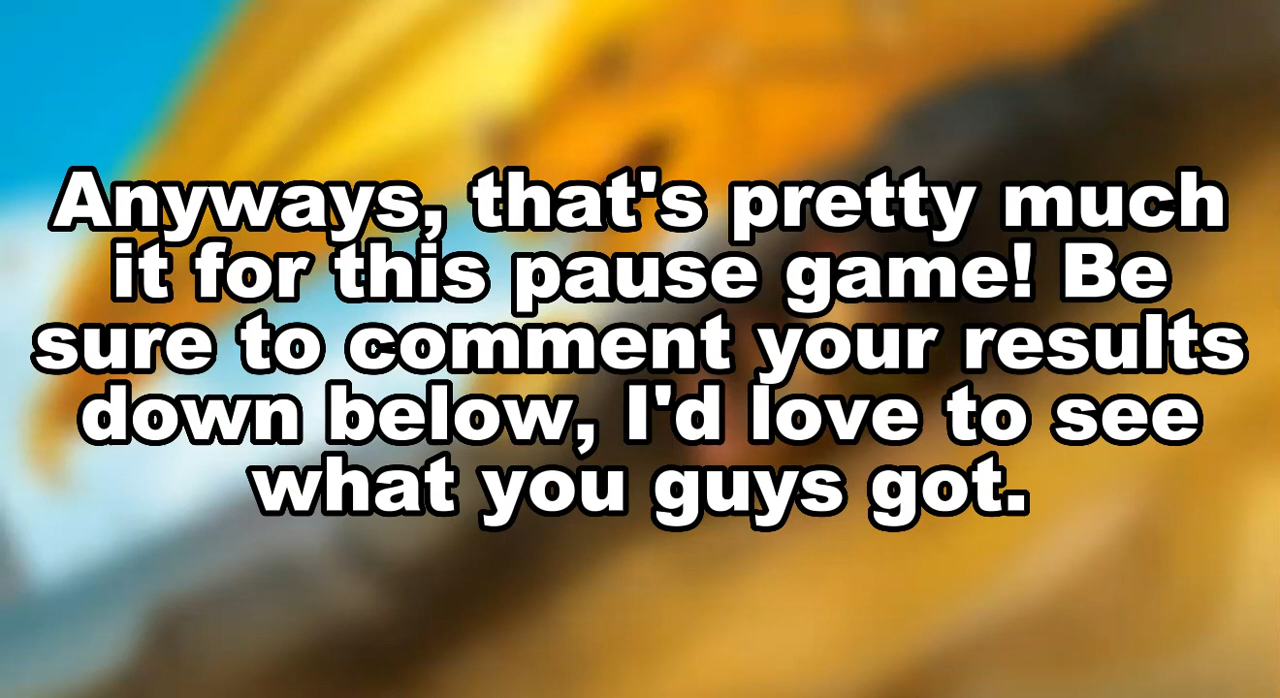 Anyways, that's pretty much
it for this pause game! Be
sure to comment your results
down below, I'd love to see
what you guys got.